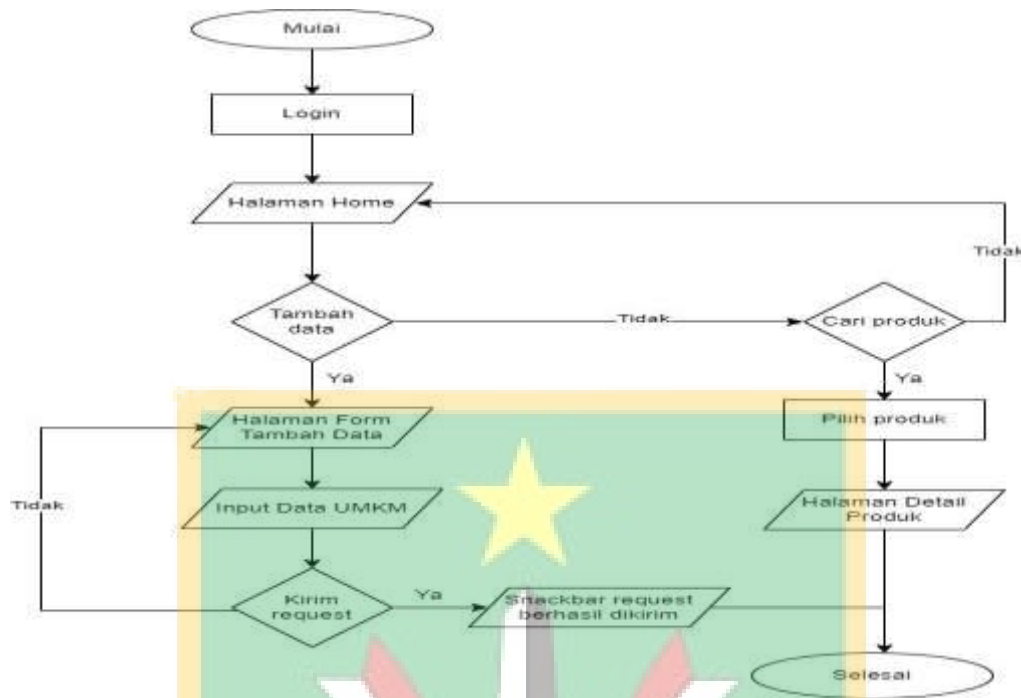 Mulai
Login
Halaman Home
Tidak
Tambah
data
Tidak
Cari produk
Ya
Ya
Halaman Form
Tambah Data
Pilih produk
Tidak
Input Data UMKM
Halaman Detail
Produk
Kirim
request
Ya
Snackbar request
berhasil dikirim
Selesai